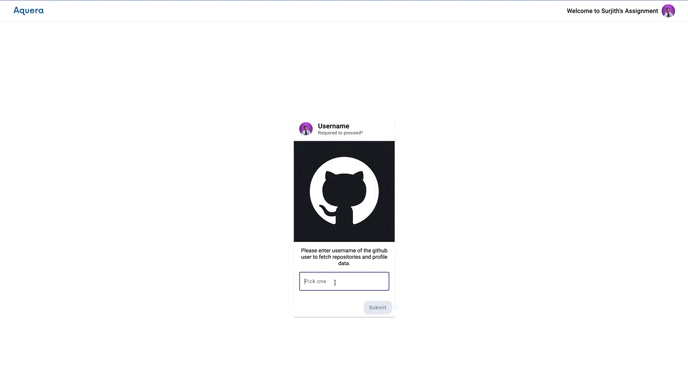 Aquera
Welcome to Surjith's Assignment
Username
Required to proceed*
Please enter username of the github
user to fetch repositories and profile
data.
Pick one
Submit